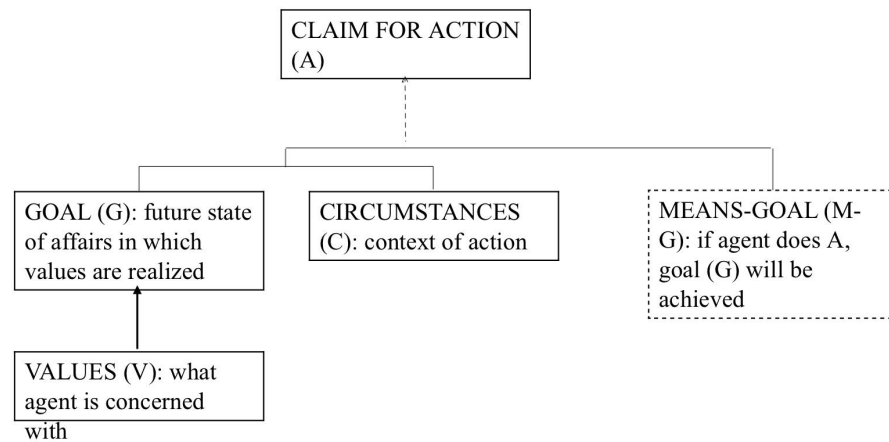 CLAIM FOR ACTION
(A)
GOAL (G): future state
of affairs in which
values are realized
CIRCUMSTANCES
(C): context of action
MEANS-GOAL (M-
G): if agent does A,
goal (G) will be
achieved
VALUES (V): what
agent is concerned
with